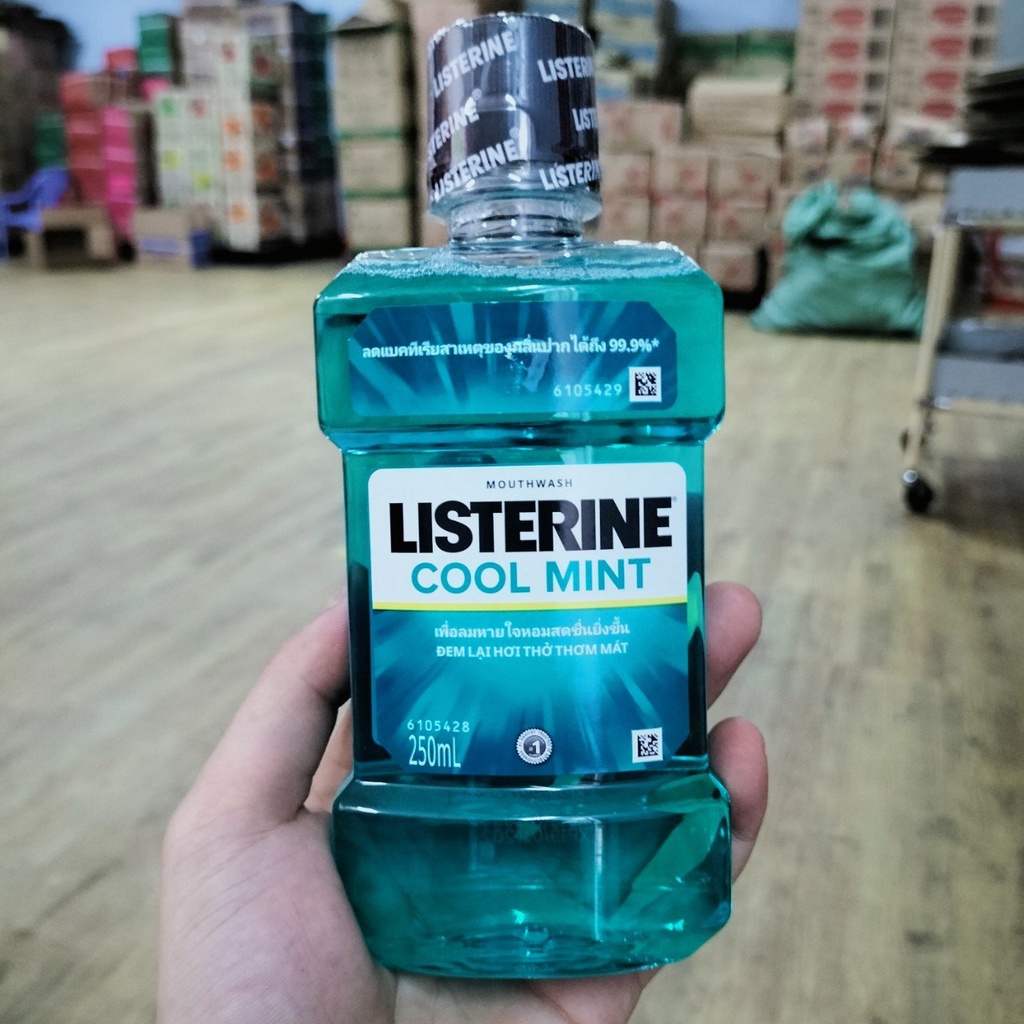 LISTERINE
LISTERINE
LISTERINE®
ลดแบคทีเรียสาเหตุของกลิ่นปากได้ถึง 99.9%*
6105429
MOUTHWASH
LISTERINE®
COOL MINT
เพื่อลมหายใจหอมสดชื่นยิ่งขึ้น
ĐEM LẠI HƠI THỞ THƠM MÁT
6105428
250mL
#1